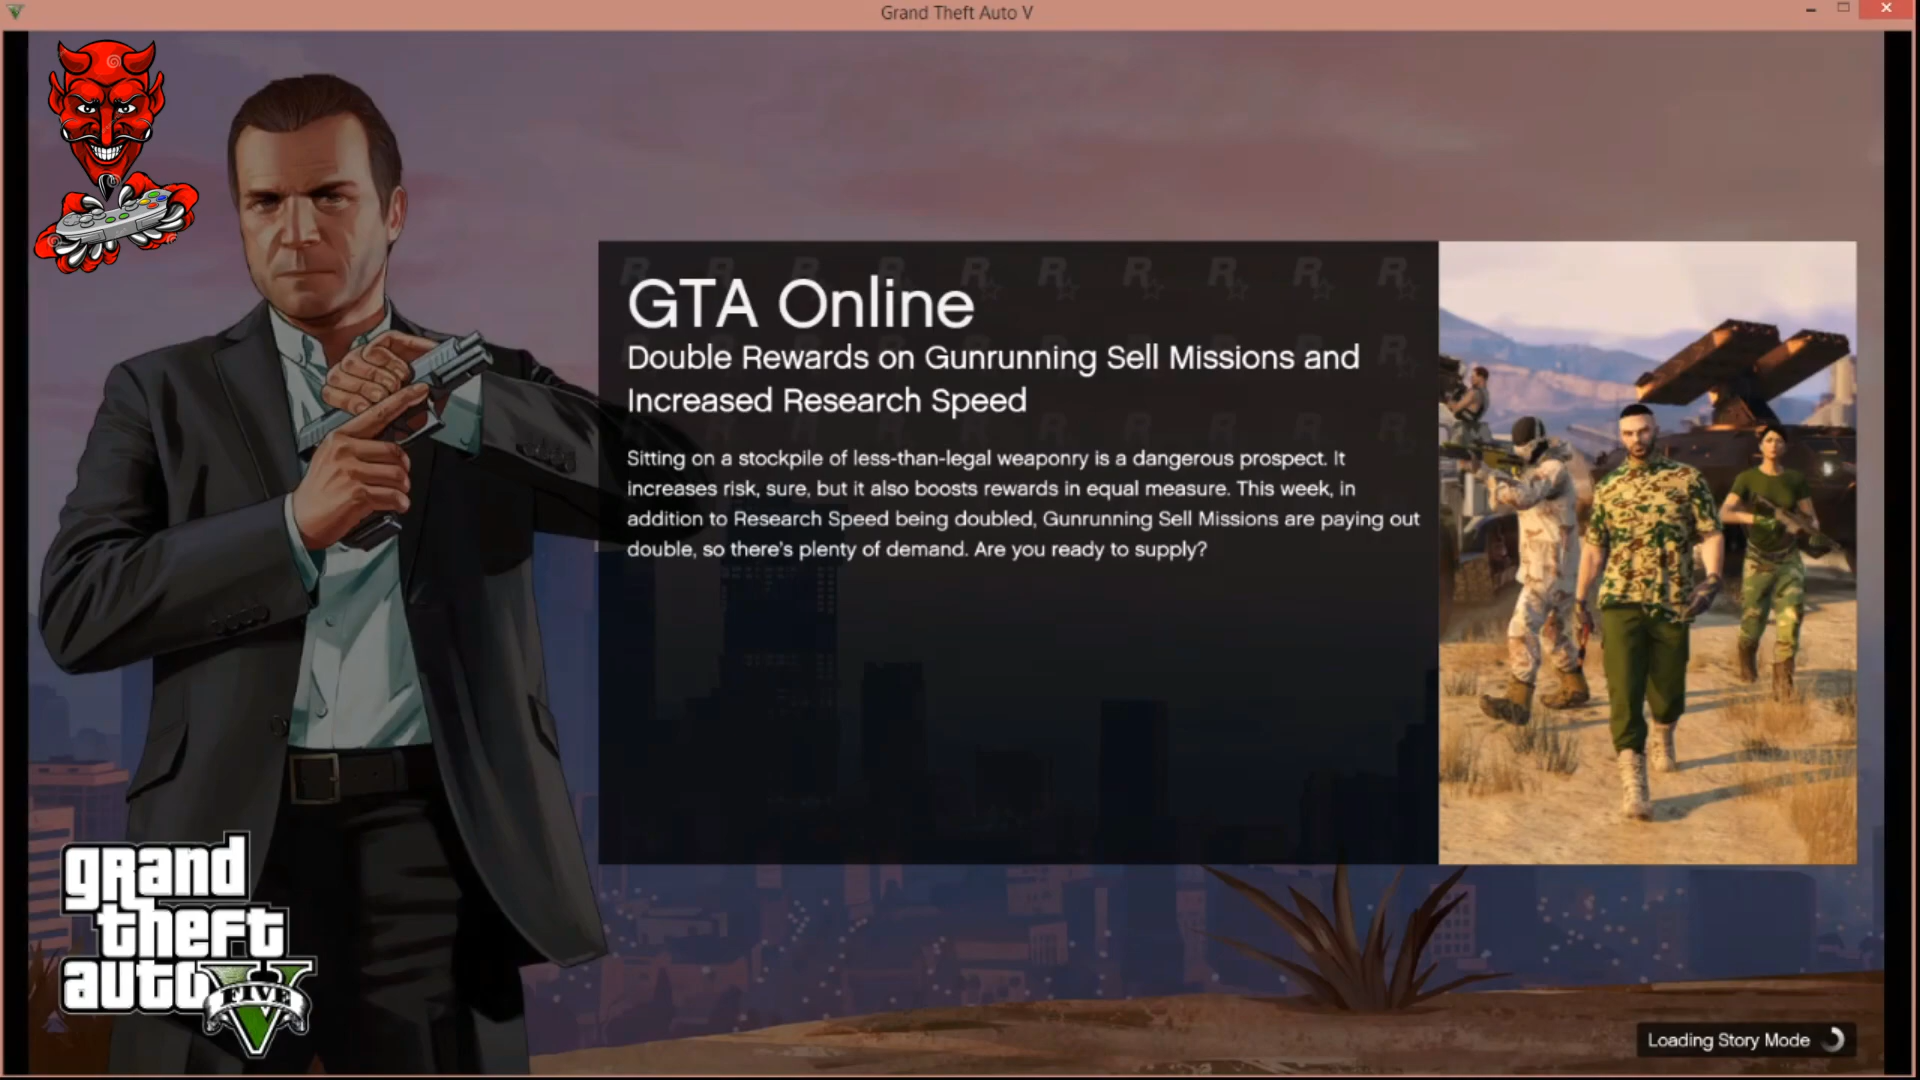 Grand Theft Auto V
GTA Online
Double Rewards on Gunrunning Sell Missions and
Increased Research Speed
Sitting on a stockpile of less-than-legal weaponry is a dangerous prospect. It
increases risk, sure, but it also boosts rewards in equal measure. This week, in
addition to Research Speed being doubled, Gunrunning Sell Missions are paying out
double, so there's plenty of demand. Are you ready to supply?
grand
theft
auto V
FIVE
Loading Story Mode